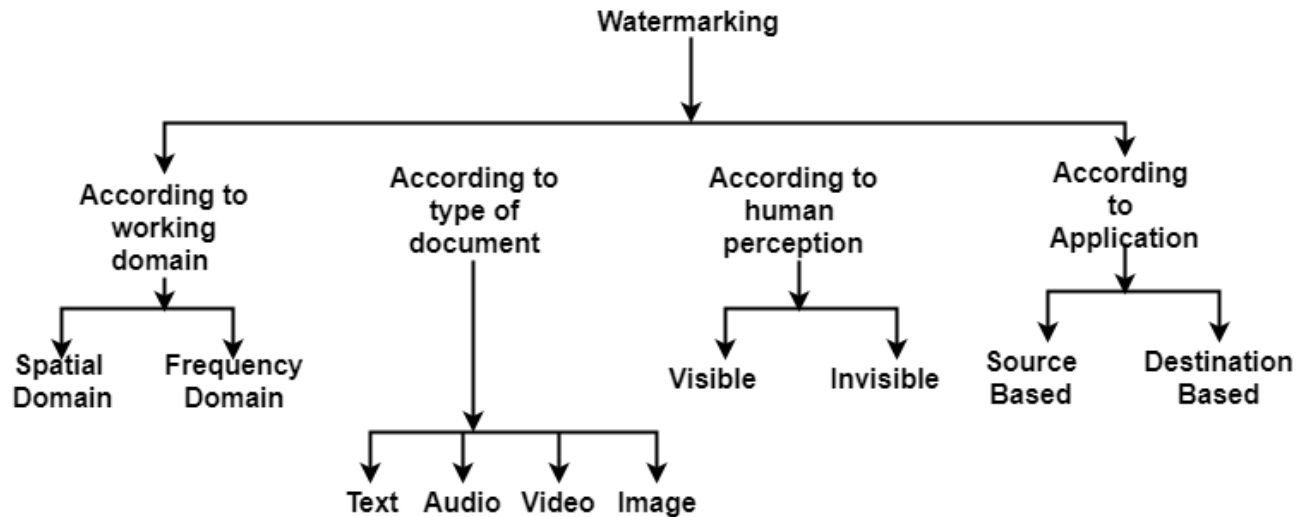 Watermarking
According to
working
domain
According to
type of
document
According to
human
perception
According
to
Application
Spatial
Domain
Frequency
Domain
Visible
Invisible
Source
Based
Destination
Based
Text
Audio
Video
Image